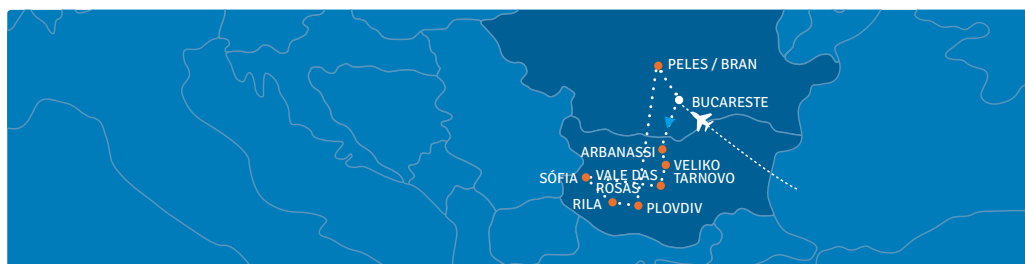 PELES / BRAN
BUCARESTE
ARBANASSI
VELIKO
TARNOVO
SÓFIA
VALE DAS
ROSAS
RILA
PLOVDIV